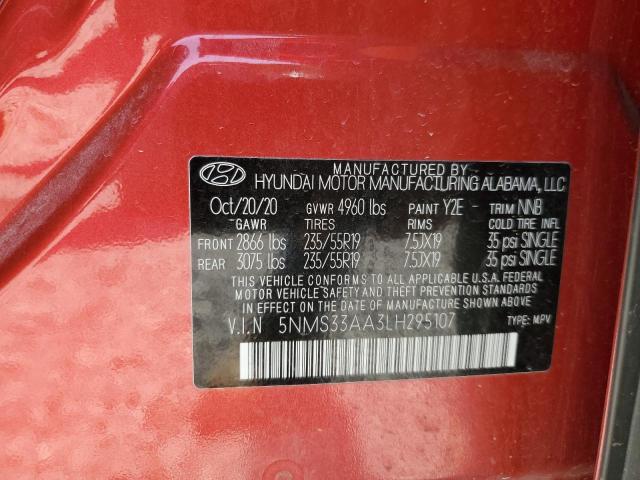 MANUFACTURED BY
HYUNDAI MOTOR MANUFACTURING ALABAMA, LLC
Oct/20/20 GVWR 4960 lbs PAINT Y2E TRIM NNB
GAWR TIRES RIMS COLD TIRE INFL
FRONT 2866 lbs 235/55R19 7.5JX19 35 psi SINGLE
REAR 3075 lbs 235/55R19 7.5JX19 35 psi SINGLE
THIS VEHICLE CONFORMS TO ALL APPLICABLE U.S.A. FEDERAL
MOTOR VEHICLE SAFETY AND THEFT PREVENTION STANDARDS
IN EFFECT ON THE DATE OF MANUFACTURE SHOWN ABOVE
V.I.N 5NMS33AA3LH295107 TYPE: M.P.V